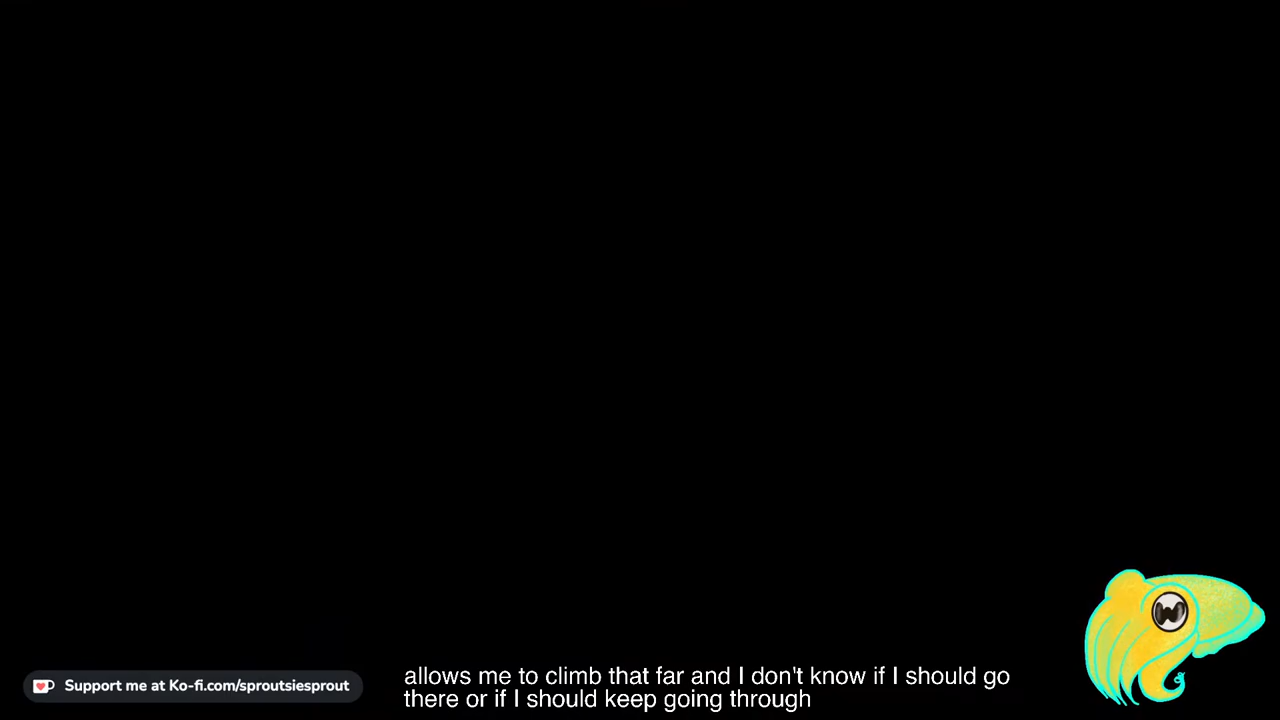 allows me to climb that far and I don't know if I should go
there or if I should keep going through
Support me at Ko-fi.com/sproutsiesprout